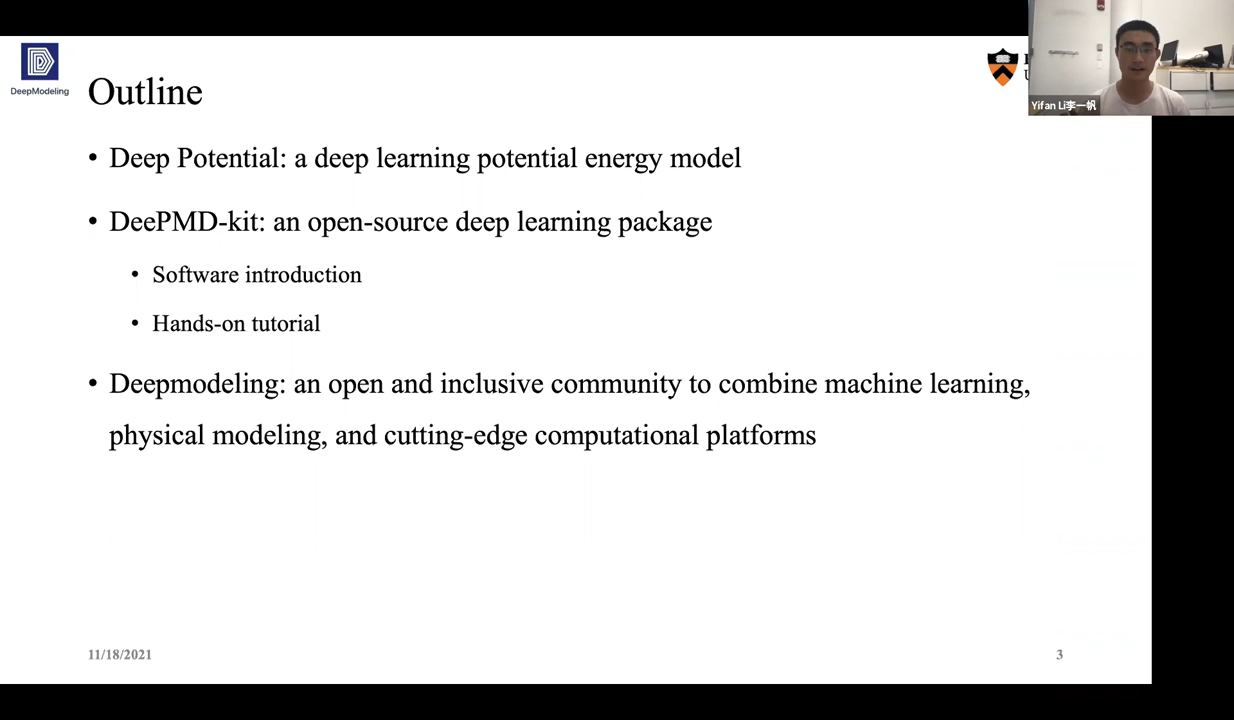 DeepModeling
Outline
Yifan Li李一帆
• Deep Potential: a deep learning potential energy model
• DeePMD-kit: an open-source deep learning package
• Software introduction
• Hands-on tutorial
• Deepmodeling: an open and inclusive community to combine machine learning,
physical modeling, and cutting-edge computational platforms
11/18/2021
3